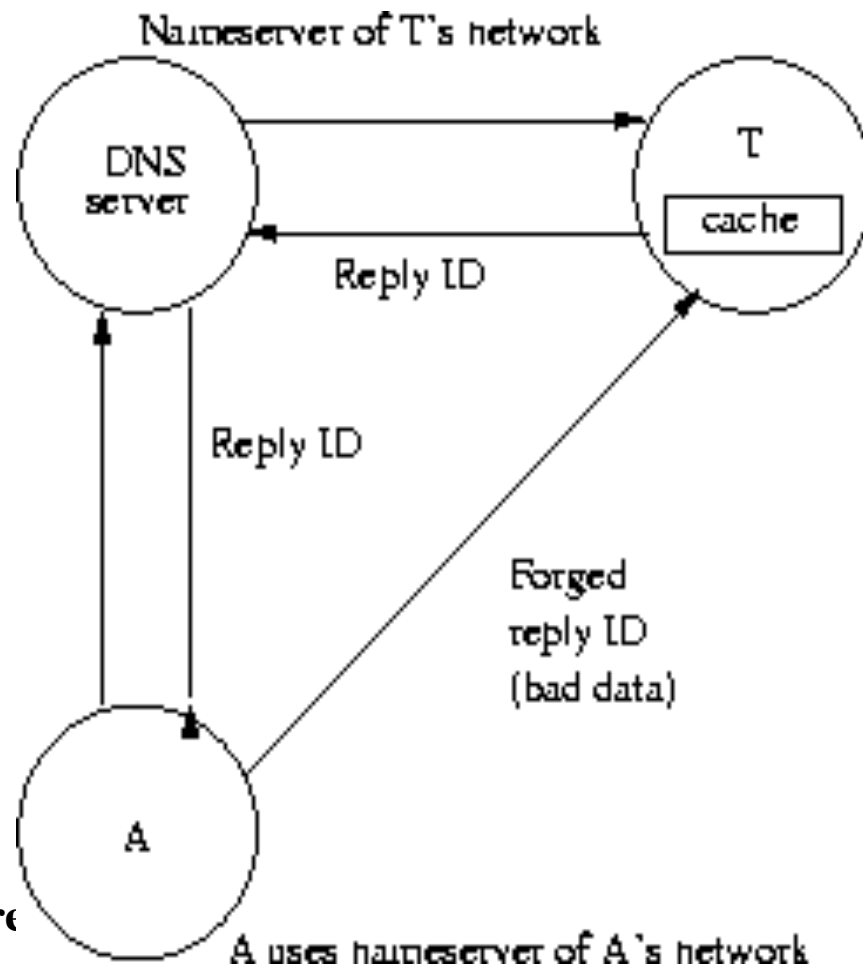 Nameserver of T's network
DNS
server
T
cache
Reply ID
Reply ID
Forged
reply ID
(bad data)
A
re
A uses nameserver of A's network